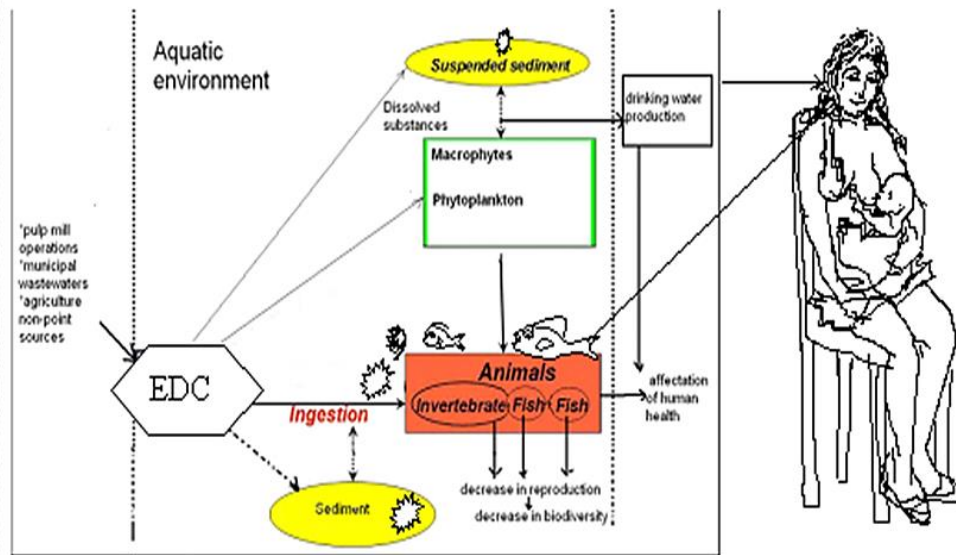 Aquatic
environment
Suspended sediment
Dissolved
substances
drinking water
production
Macrophytes
Phytoplankton
*pulp mill
operations
*municipal
wastewaters
*agriculture
non-point
sources
EDC
Ingestion
Animals
Invertebrate Fish Fish
affectation
of human
health
Sediment
decrease in reproduction
decrease in biodiversity